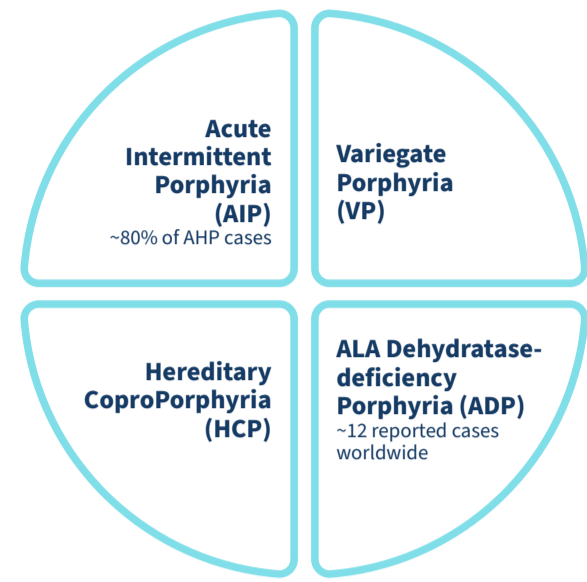 Acute
Intermittent
Porphyria
(AIP)
~80% of AHP cases
Variegate
Porphyria
(VP)
Hereditary
CoproPorphyria
(HCP)
ALA Dehydratase-
deficiency
Porphyria (ADP)
~12 reported cases
worldwide